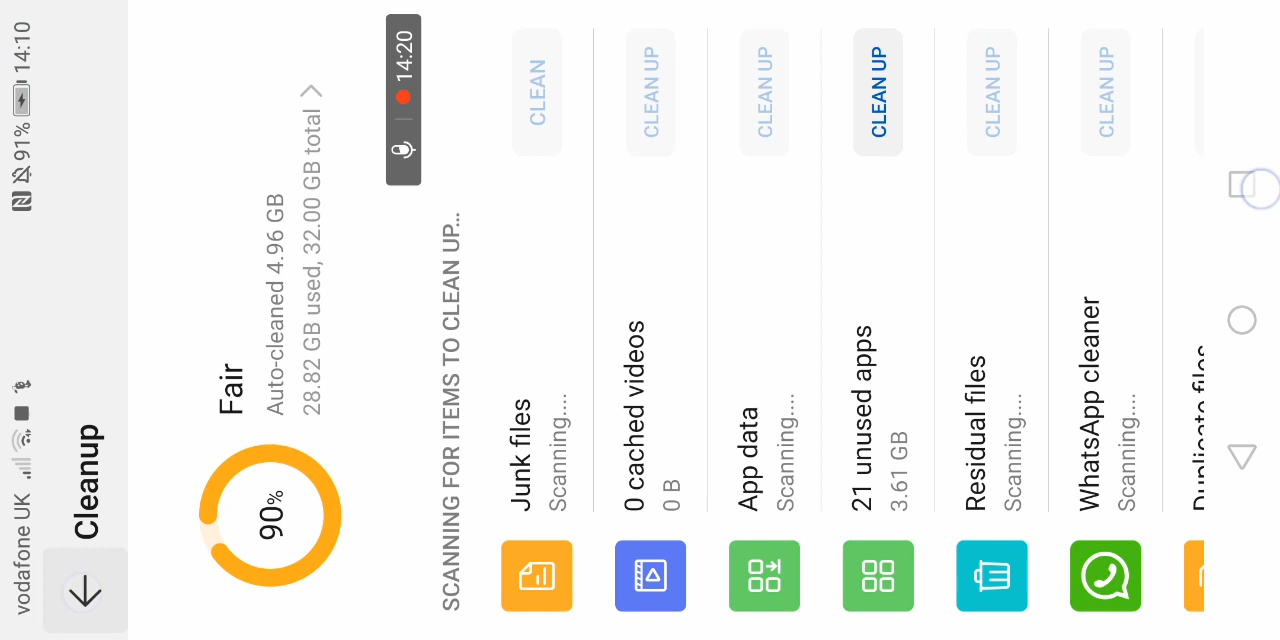 vodafone UK 91% 14:10
Cleanup
90%
Fair
Auto-cleaned 4.96 GB
28.82 GB used, 32.00 GB total
14:20
SCANNING FOR ITEMS TO CLEAN UP...
Junk files
Scanning....
CLEAN
0 cached videos
0 B
CLEAN UP
App data
Scanning....
CLEAN UP
21 unused apps
3.61 GB
CLEAN UP
Residual files
Scanning....
CLEAN UP
WhatsApp cleaner
Scanning....
CLEAN UP
Duplicate files